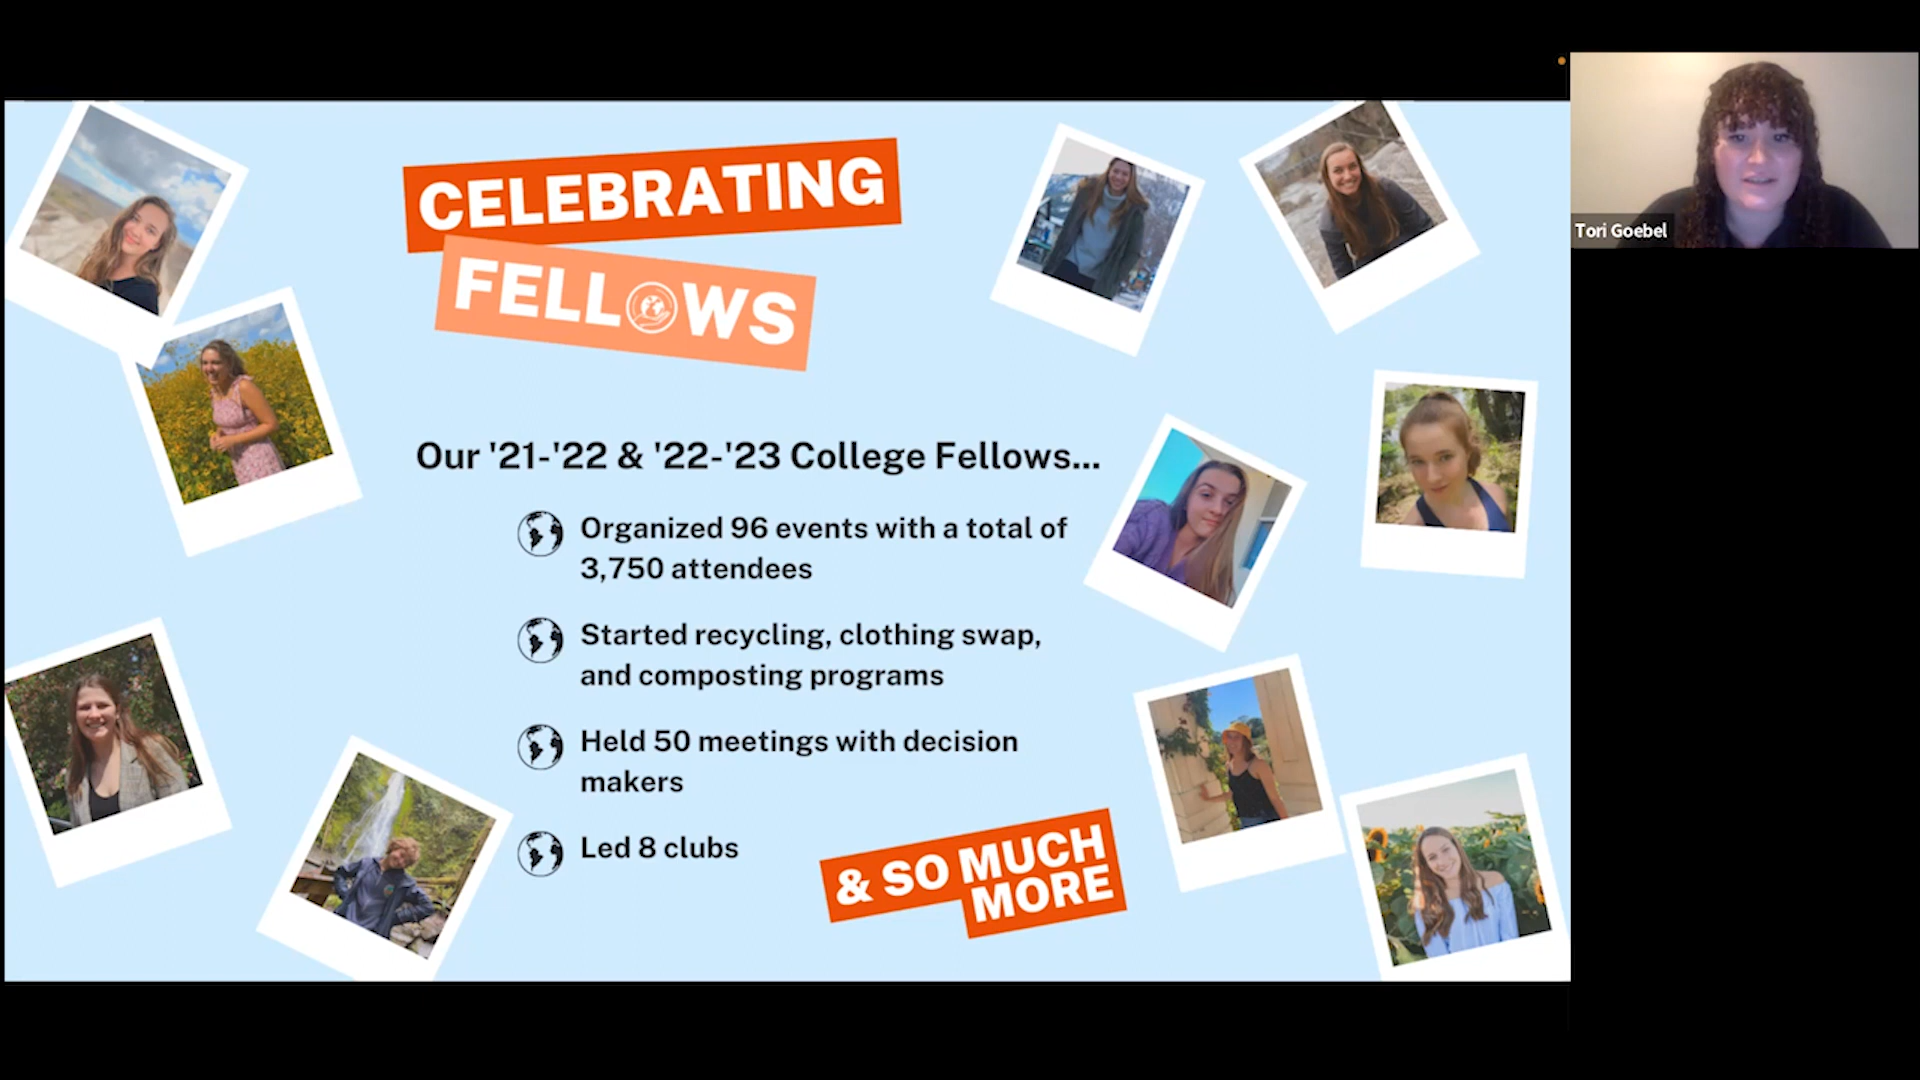 CELEBRATING
FELLOWS
Our '21-'22 & '22-'23 College Fellows...
Organized 96 events with a total of
3,750 attendees
Started recycling, clothing swap,
and composting programs
Held 50 meetings with decision
makers
Led 8 clubs
& SO MUCH
MORE
Tori Goebel